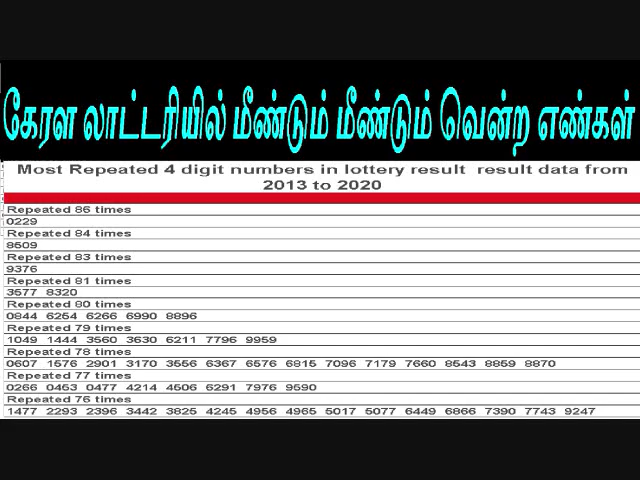 கேரள லாட்டரியில் மீண்டும் மீண்டும் வென்ற எண்கள்
Most Repeated 4 digit numbers in lottery result result data from
2013 to 2020
Repeated 86 times
0229
Repeated 84 times
8509
Repeated 83 times
9376
Repeated 81 times
3577 8320
Repeated 80 times
0844 6254 6266 6990 8896
Repeated 79 times
1049 1444 3560 3630 6211 7796 9959
Repeated 78 times
0607 1576 2901 3170 3556 6367 6576 6815 7096 7179 7660 8543 8859 8870
Repeated 77 times
0266 0453 0477 4214 4506 6291 7976 9590
Repeated 76 times
1477 2293 2396 3442 3825 4245 4956 4965 5017 5077 6449 6866 7390 7743 9247